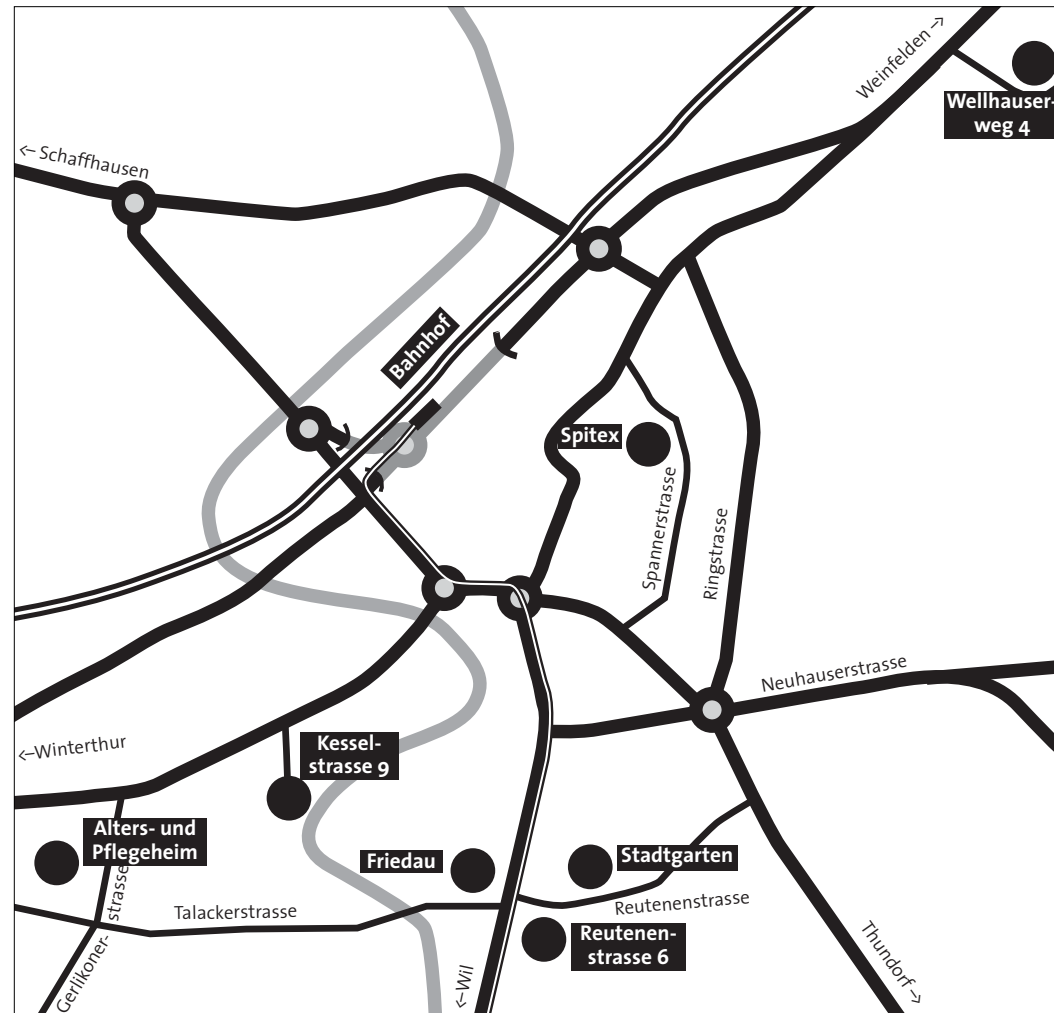 Weinfelden →
Wellhauser-
weg 4
← Schaffhausen
Bahnhof
Spitex
Spannerstrasse
Ringstrasse
Neuhauserstrasse
←Winterthur
Kessel-
strasse 9
Alters- und
Pflegeheim
Friedau
Stadtgarten
Gerlikoner-
strasse
Talackerstrasse
Reutenenstrasse
Reutenen-
strasse 6
←Wil
Thundorf →